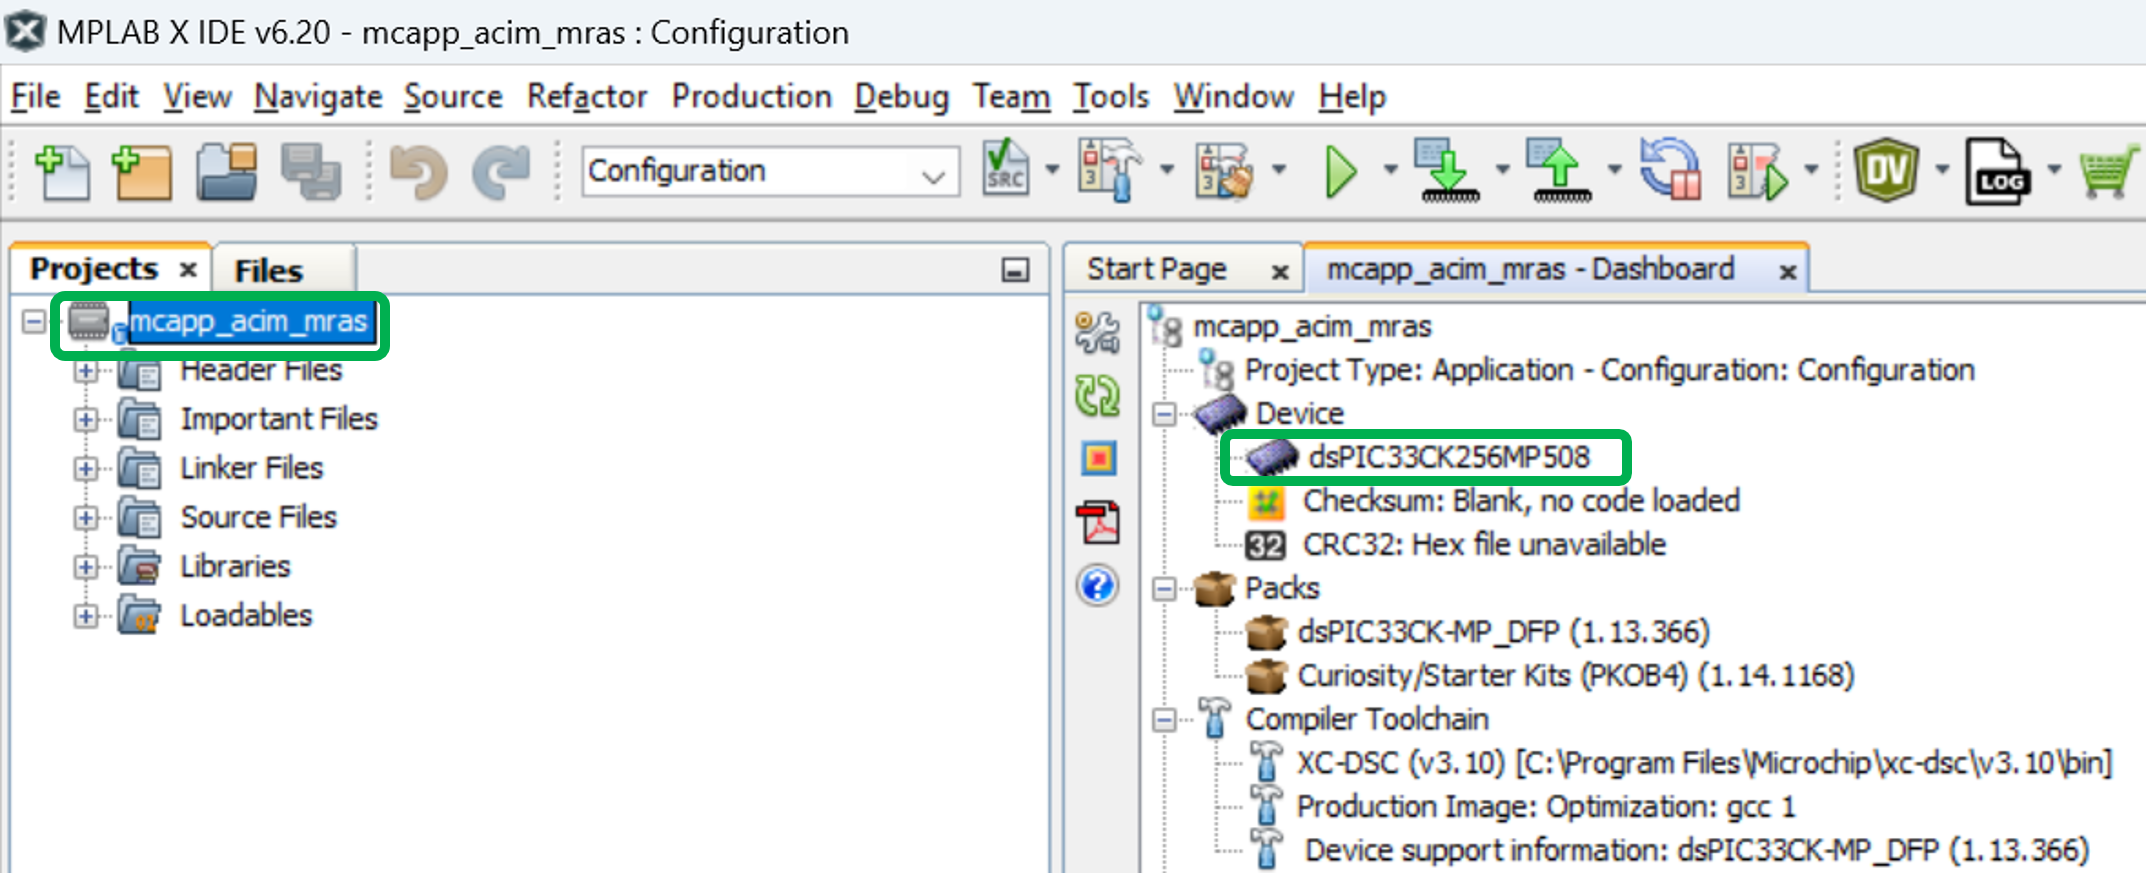 MPLAB X IDE v6.20 - mcapp_acim_mras : Configuration
File Edit View Navigate Source Refactor Production Debug Team Tools Window Help
Configuration
SRC
DV
LOG
Projects
Files
mcapp_acim_mras
Header Files
Important Files
Linker Files
Source Files
Libraries
Loadables
Start Page
mcapp_acim_mras - Dashboard
mcapp_acim_mras
Project Type: Application - Configuration: Configuration
Device
dsPIC33CK256MP508
Checksum: Blank, no code loaded
32 CRC32: Hex file unavailable
Packs
dsPIC33CK-MP_DFP (1.13.366)
Curiosity/Starter Kits (PKOB4) (1.14.1168)
Compiler Toolchain
XC-DSC (v3.10) [C:\Program Files\Microchip\xc-dsc\v3.10\bin]
Production Image: Optimization: gcc 1
Device support information: dsPIC33CK-MP_DFP (1.13.366)